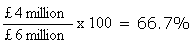 £4 million
£6 million
x 100 = 66.7%